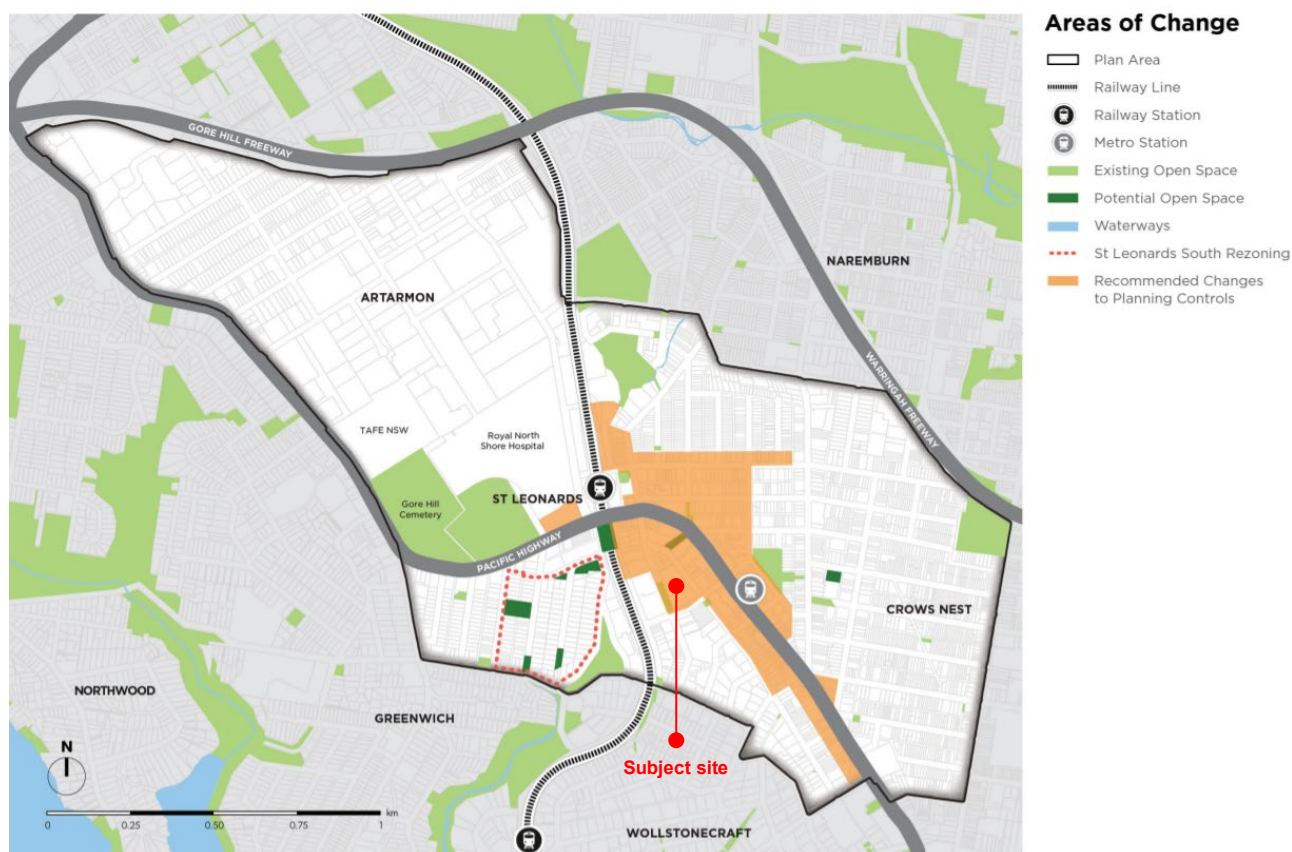 Areas of Change
Plan Area
Railway Line
Railway Station
Metro Station
Existing Open Space
Potential Open Space
Waterways
St Leonards South Rezoning
Recommended Changes
to Planning Controls
GORE HILL FREEWAY
NAREMBURN
ARTARMON
WARRINGAH FREEWAY
TAFE NSW
Royal North
Shore Hospital
ST LEONARDS
Gore Hill
Cemetery
PACIFIC HIGHWAY
CROWS NEST
NORTHWOOD
GREENWICH
Subject site
N
km
0 0.25 0.50 0.75 1
WOLLSTONECRAFT